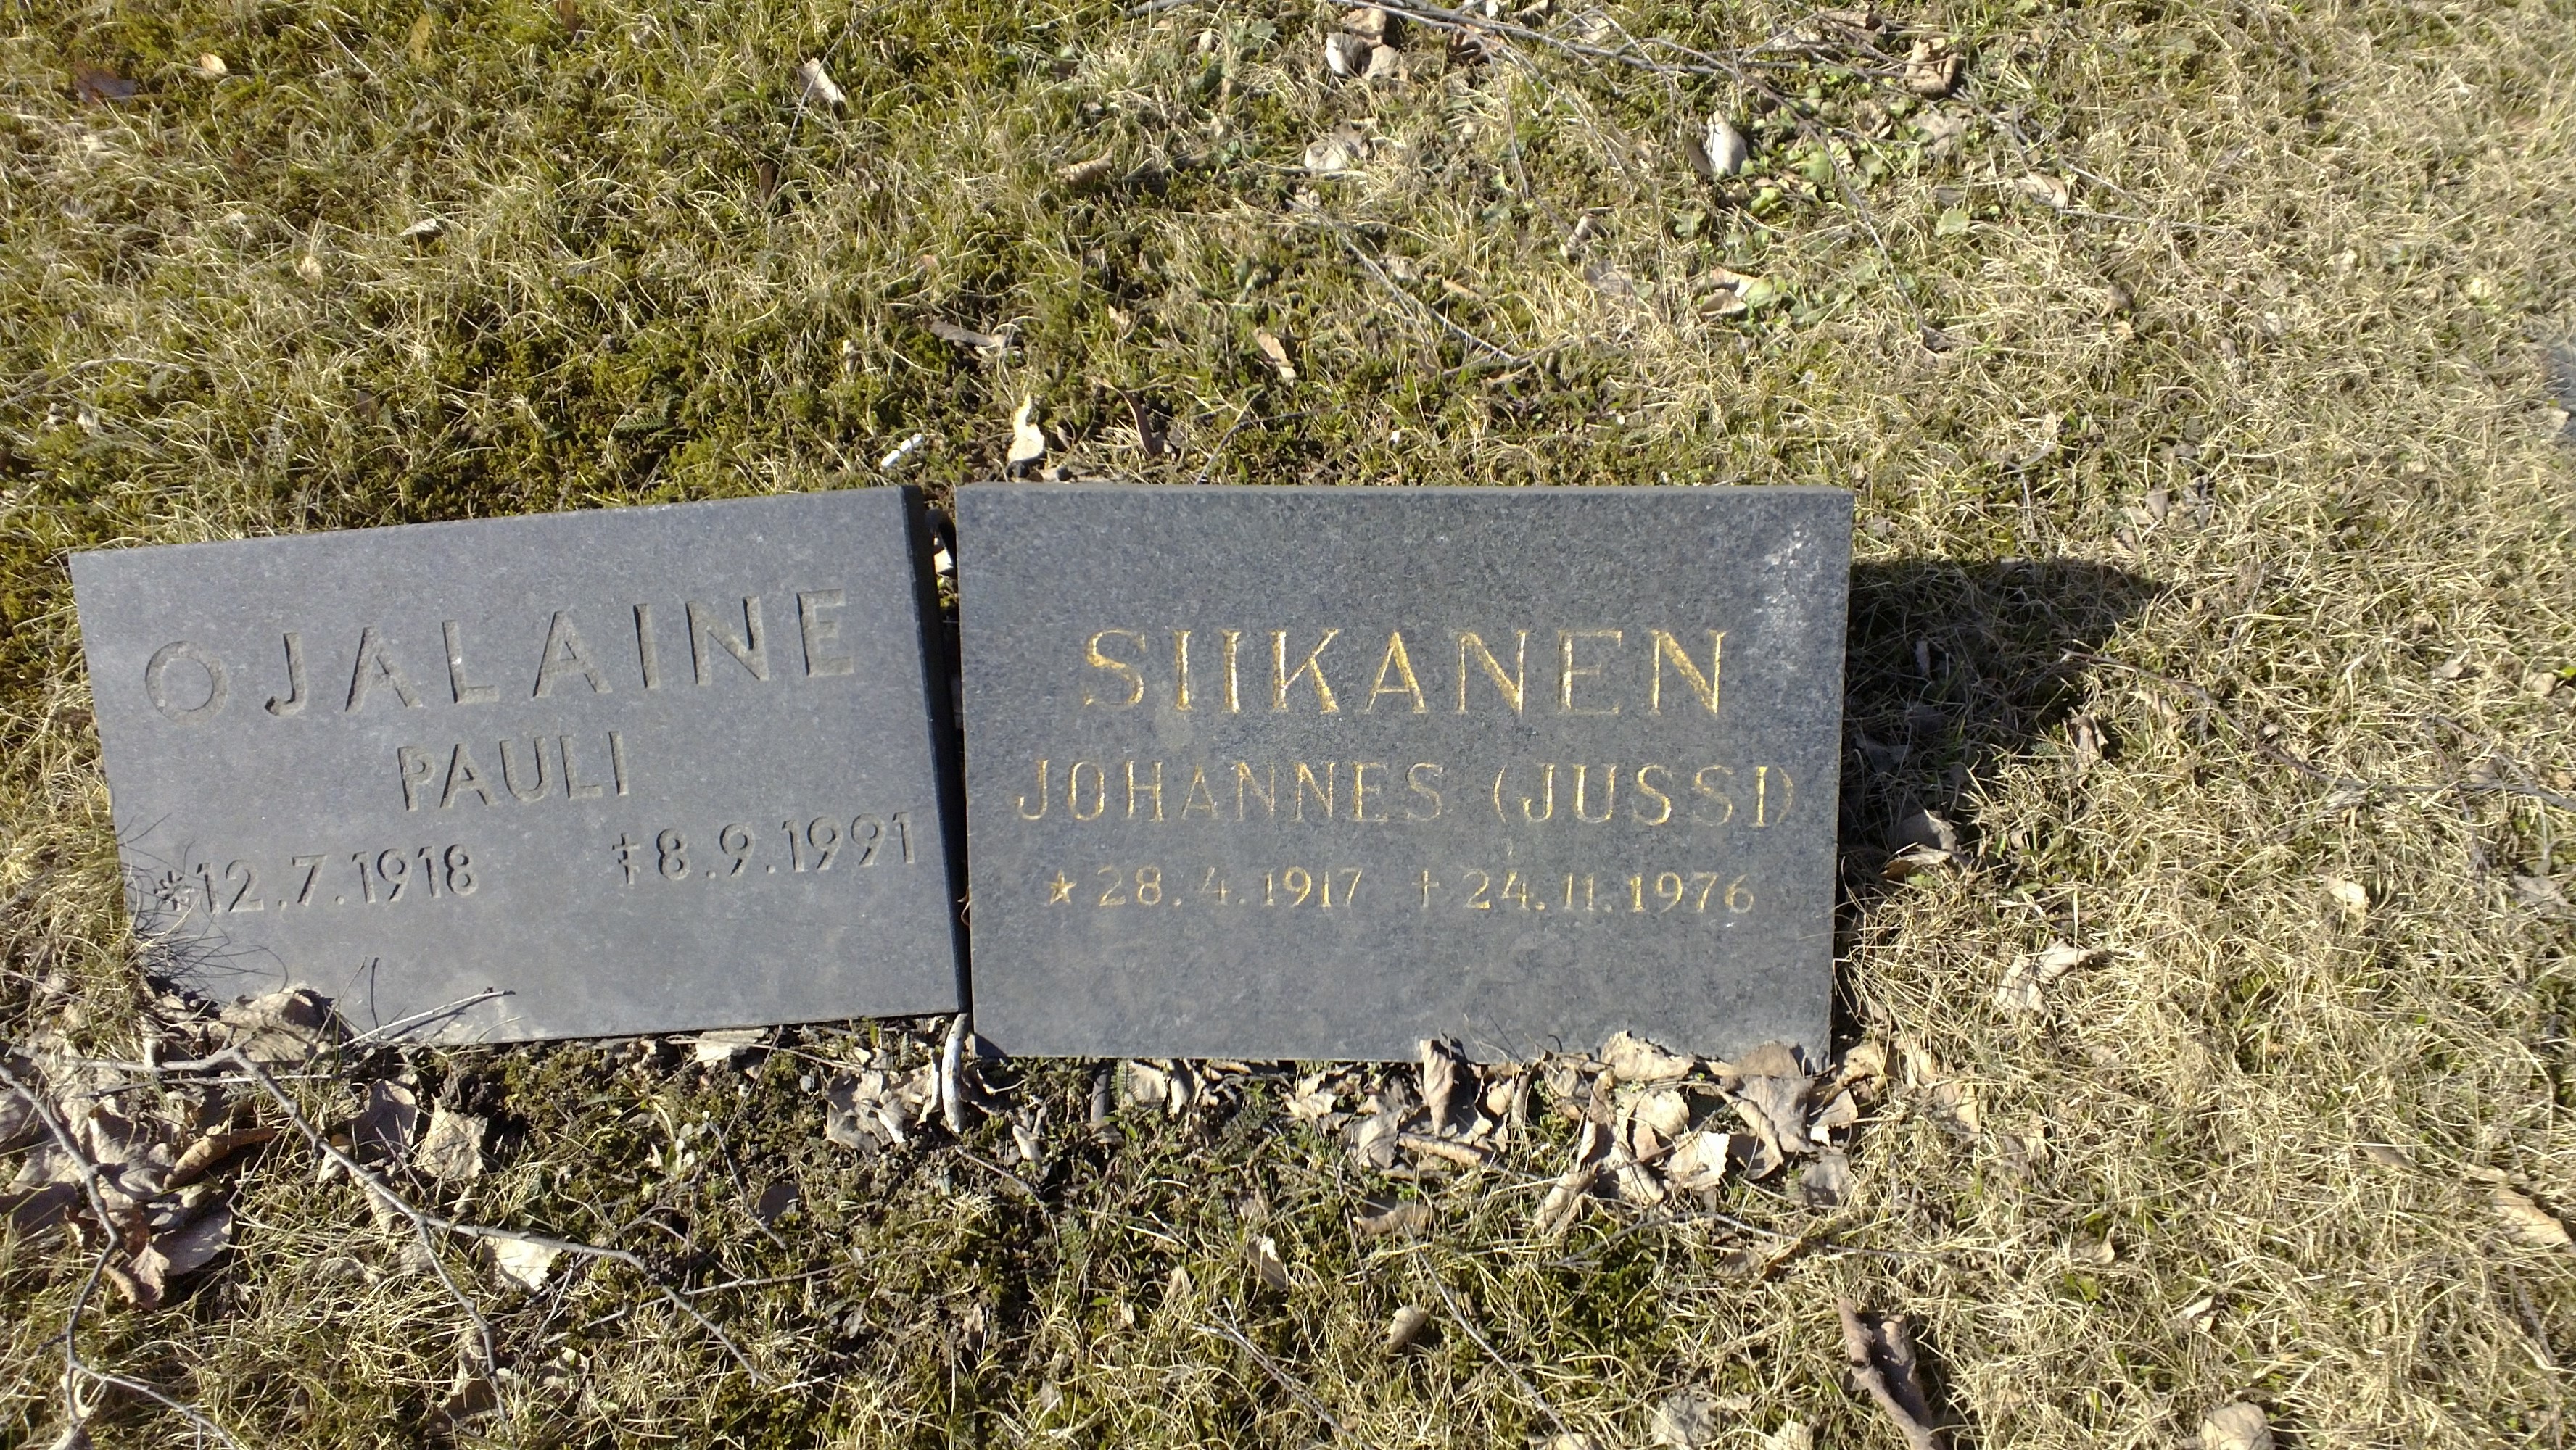 OJALAINE
PAULI
*12.7.1918 ‡8.9.1991
SIIKANEN
JOHANNES (JUSSI)
★ 28.4.1917 † 24.11.1976